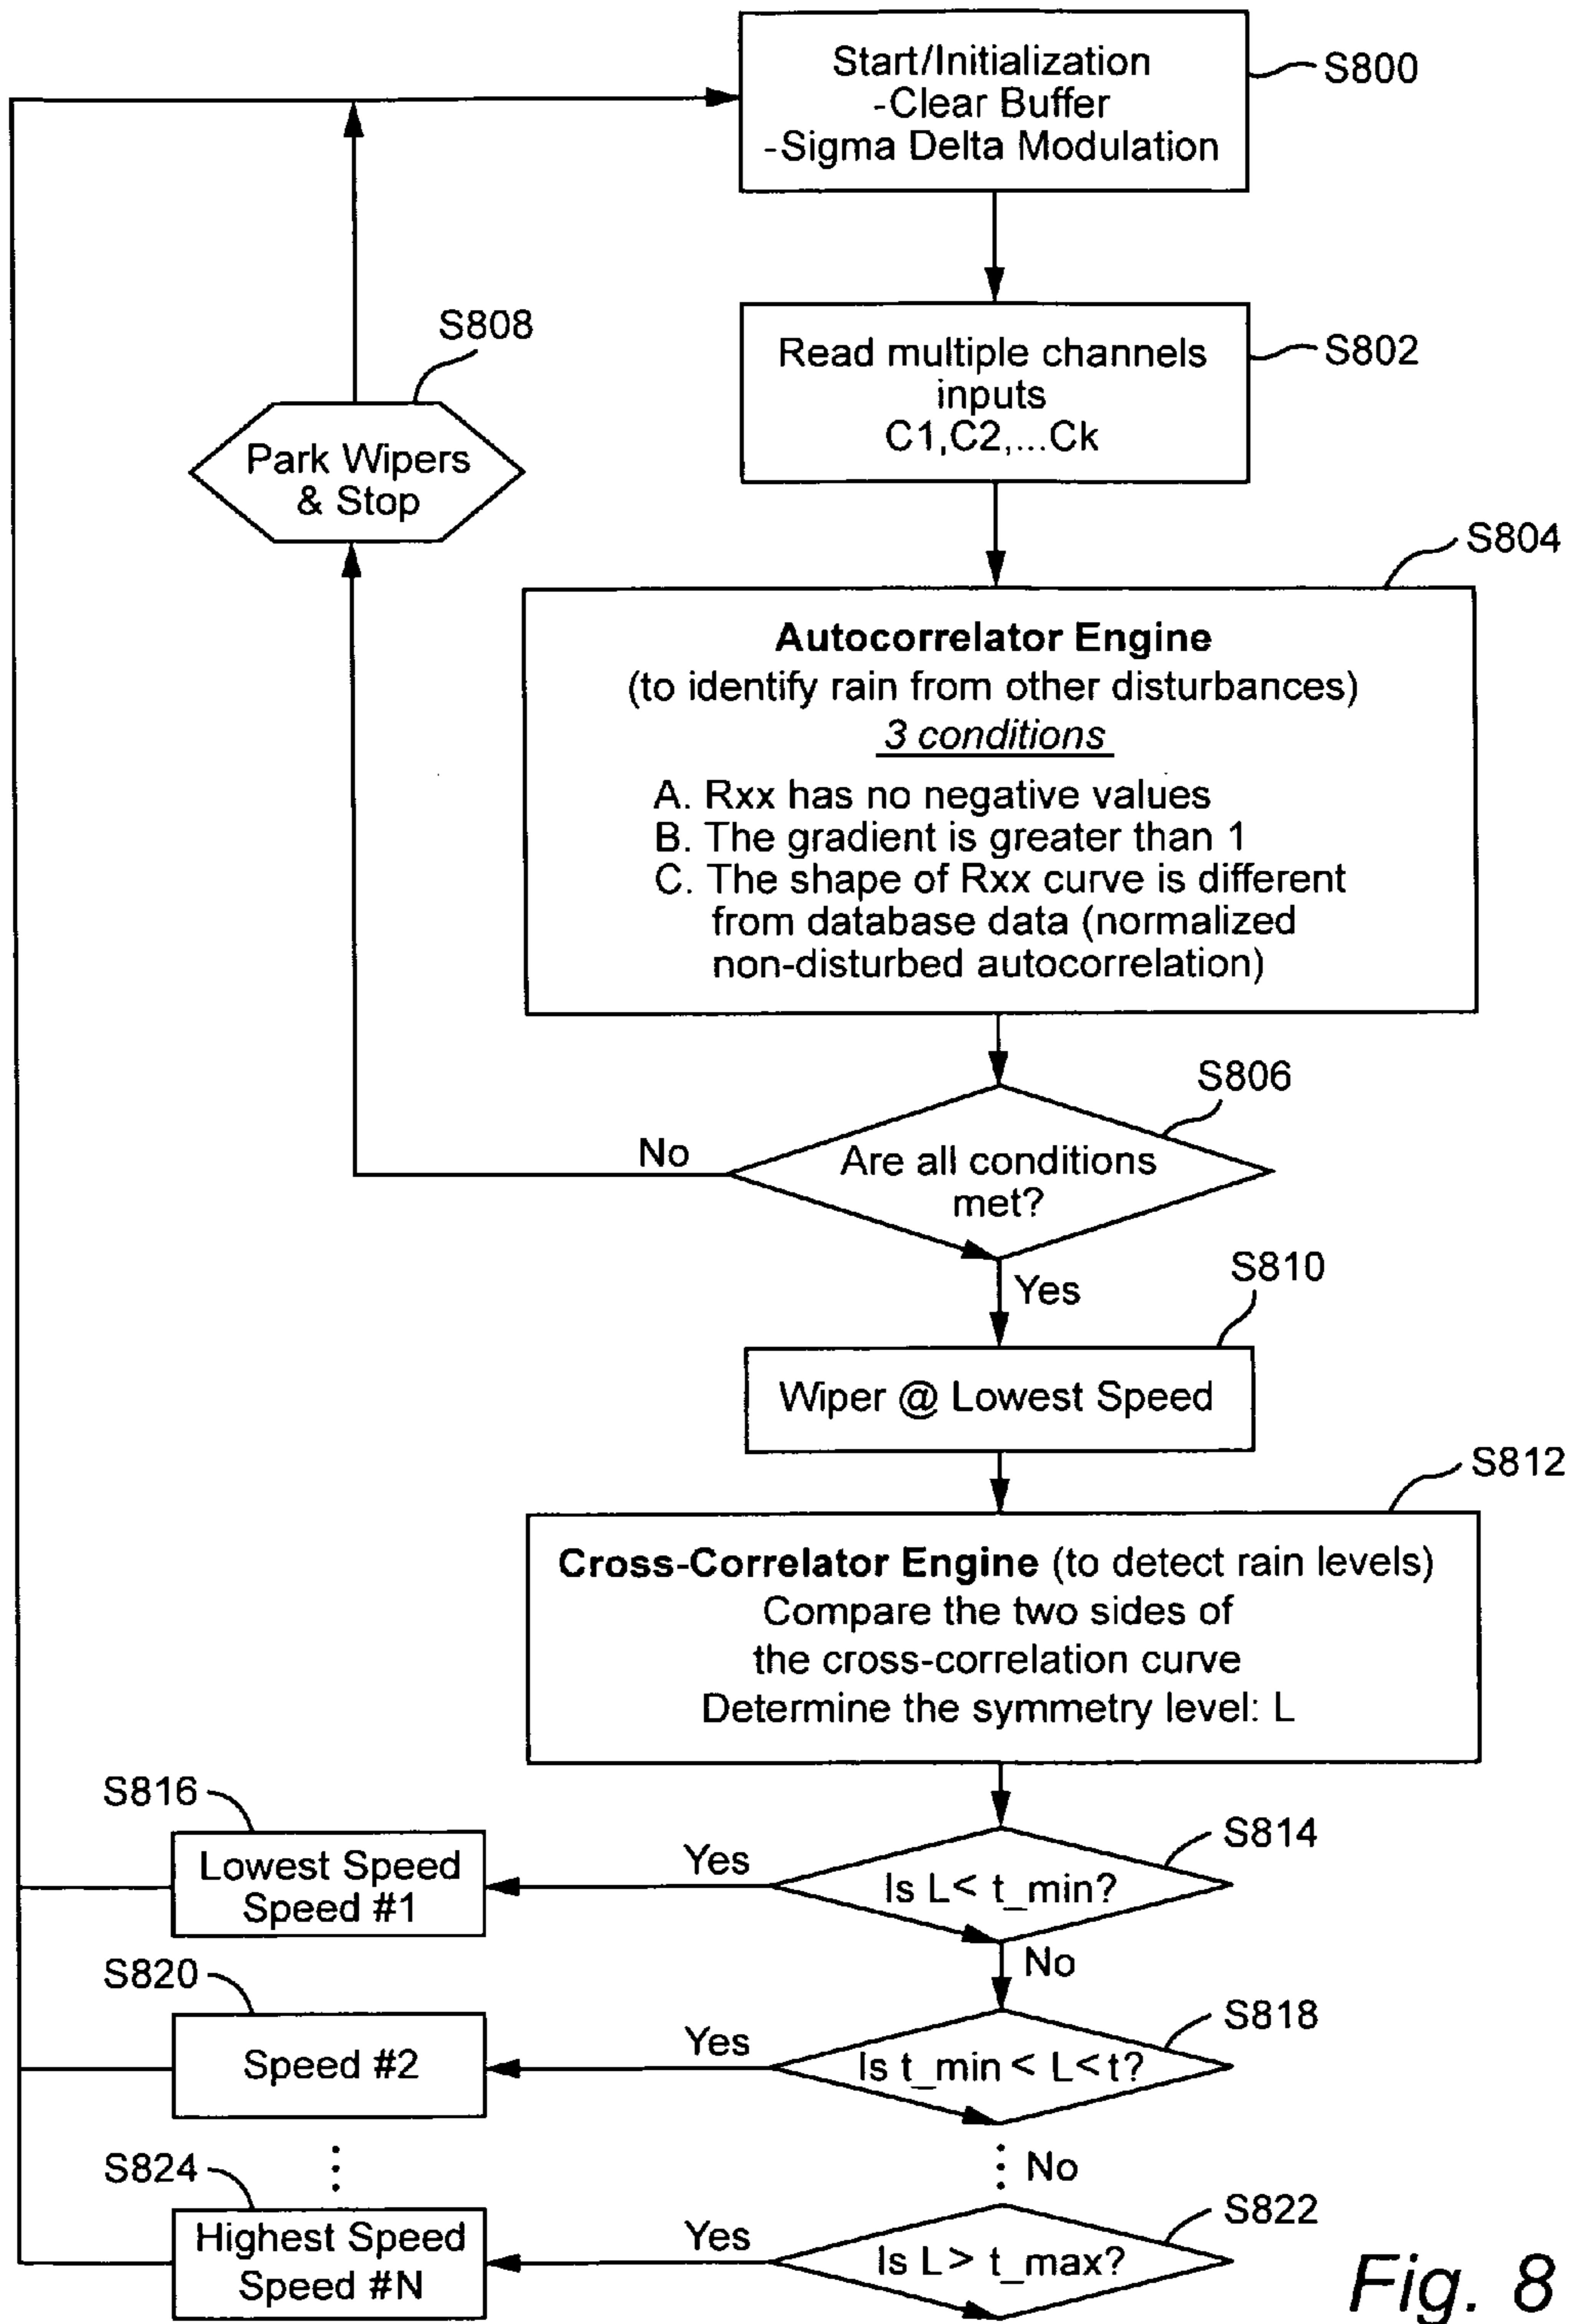 Start/Initialization
-Clear Buffer
-Sigma Delta Modulation
S800
Read multiple channels
inputs
C1,C2,...Ck
S802
S808
Park Wipers
& Stop
S804
Autocorrelator Engine
(to identify rain from other disturbances)
3 conditions
A. Rxx has no negative values
B. The gradient is greater than 1
C. The shape of Rxx curve is different
from database data (normalized
non-disturbed autocorrelation)
S806
No
Are all conditions
met?
Yes
S810
Wiper @ Lowest Speed
S812
Cross-Correlator Engine (to detect rain levels)
Compare the two sides of
the cross-correlation curve
Determine the symmetry level: L
S816
Lowest Speed
Speed #1
Yes
Is L< t_min?
S814
No
S820
Speed #2
Yes
Is t_min < L<t?
S818
No
S824
Highest Speed
Speed #N
Yes
Is L> t_max?
S822
Fig. 8